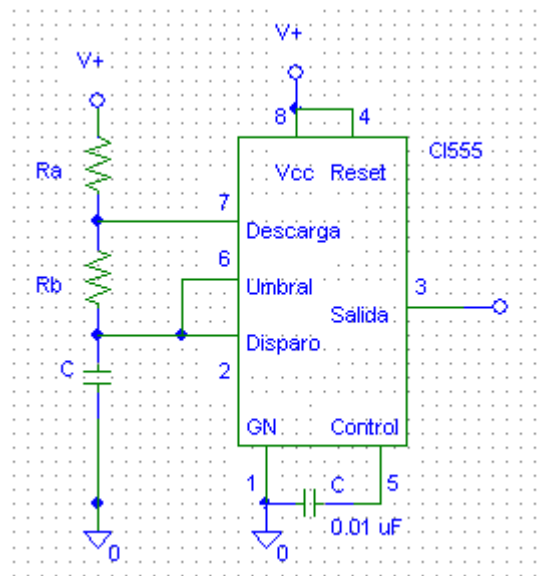 V+
V+
8
4
CI555
Ra
Vcc Reset
7
Descarga
6
Rb
Umbral
3
Salida
Disparo
C
2
GN Control
1
C
5
0.01 uF
0
0